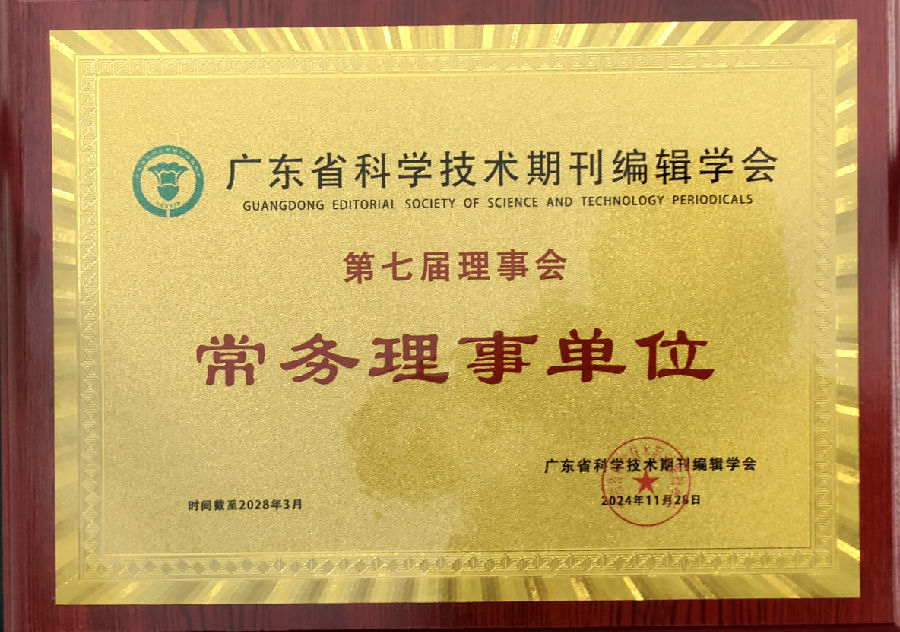 广东省科学技术期刊编辑学会
GUANGDONG EDITORIAL SOCIETY OF SCIENCE AND TECHNOLOGY PERIODICALS
第七届理事会
常务理事单位
广东省科学技术期刊编辑学会
时间截至2028年3月
2024年11月28日